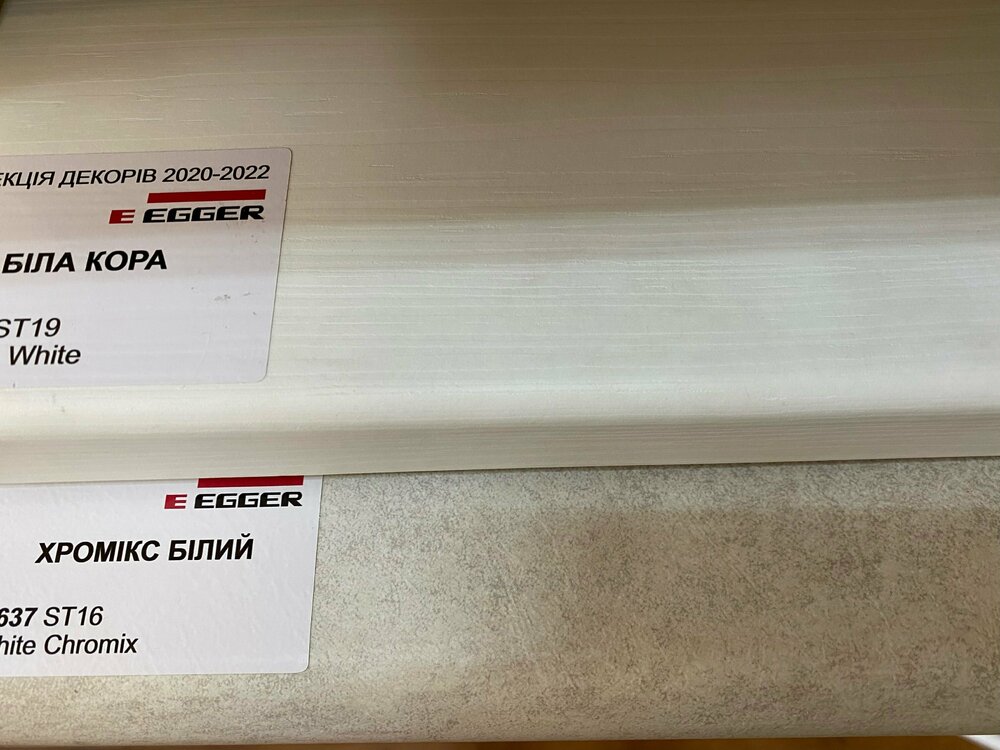 ЕКЦІЯ ДЕКОРІВ 2020-2022
E EGGER
БІЛА КОРА
ST19
White
E EGGER
ХРОМІКС БІЛИЙ
637 ST16
hite Chromix